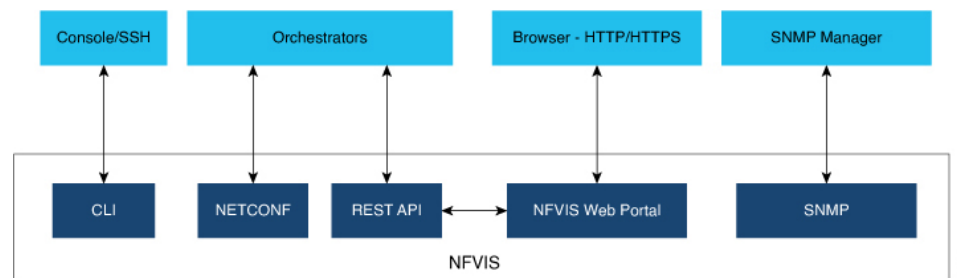 Console/SSH
Orchestrators
Browser - HTTP/HTTPS
SNMP Manager
CLI
NETCONF
REST API
NFVIS Web Portal
SNMP
NFVIS